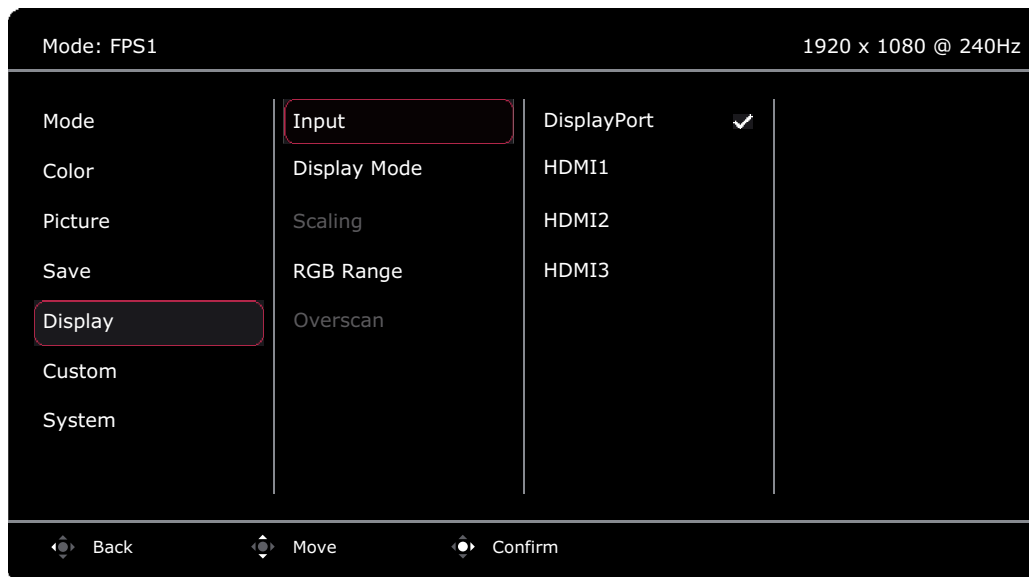 Mode: FPS1
1920 x 1080 @ 240Hz
Mode
Color
Picture
Save
Display
Custom
System
Input
Display Mode
Scaling
RGB Range
Overscan
DisplayPort
HDMI1
HDMI2
HDMI3
Back
Move
Confirm